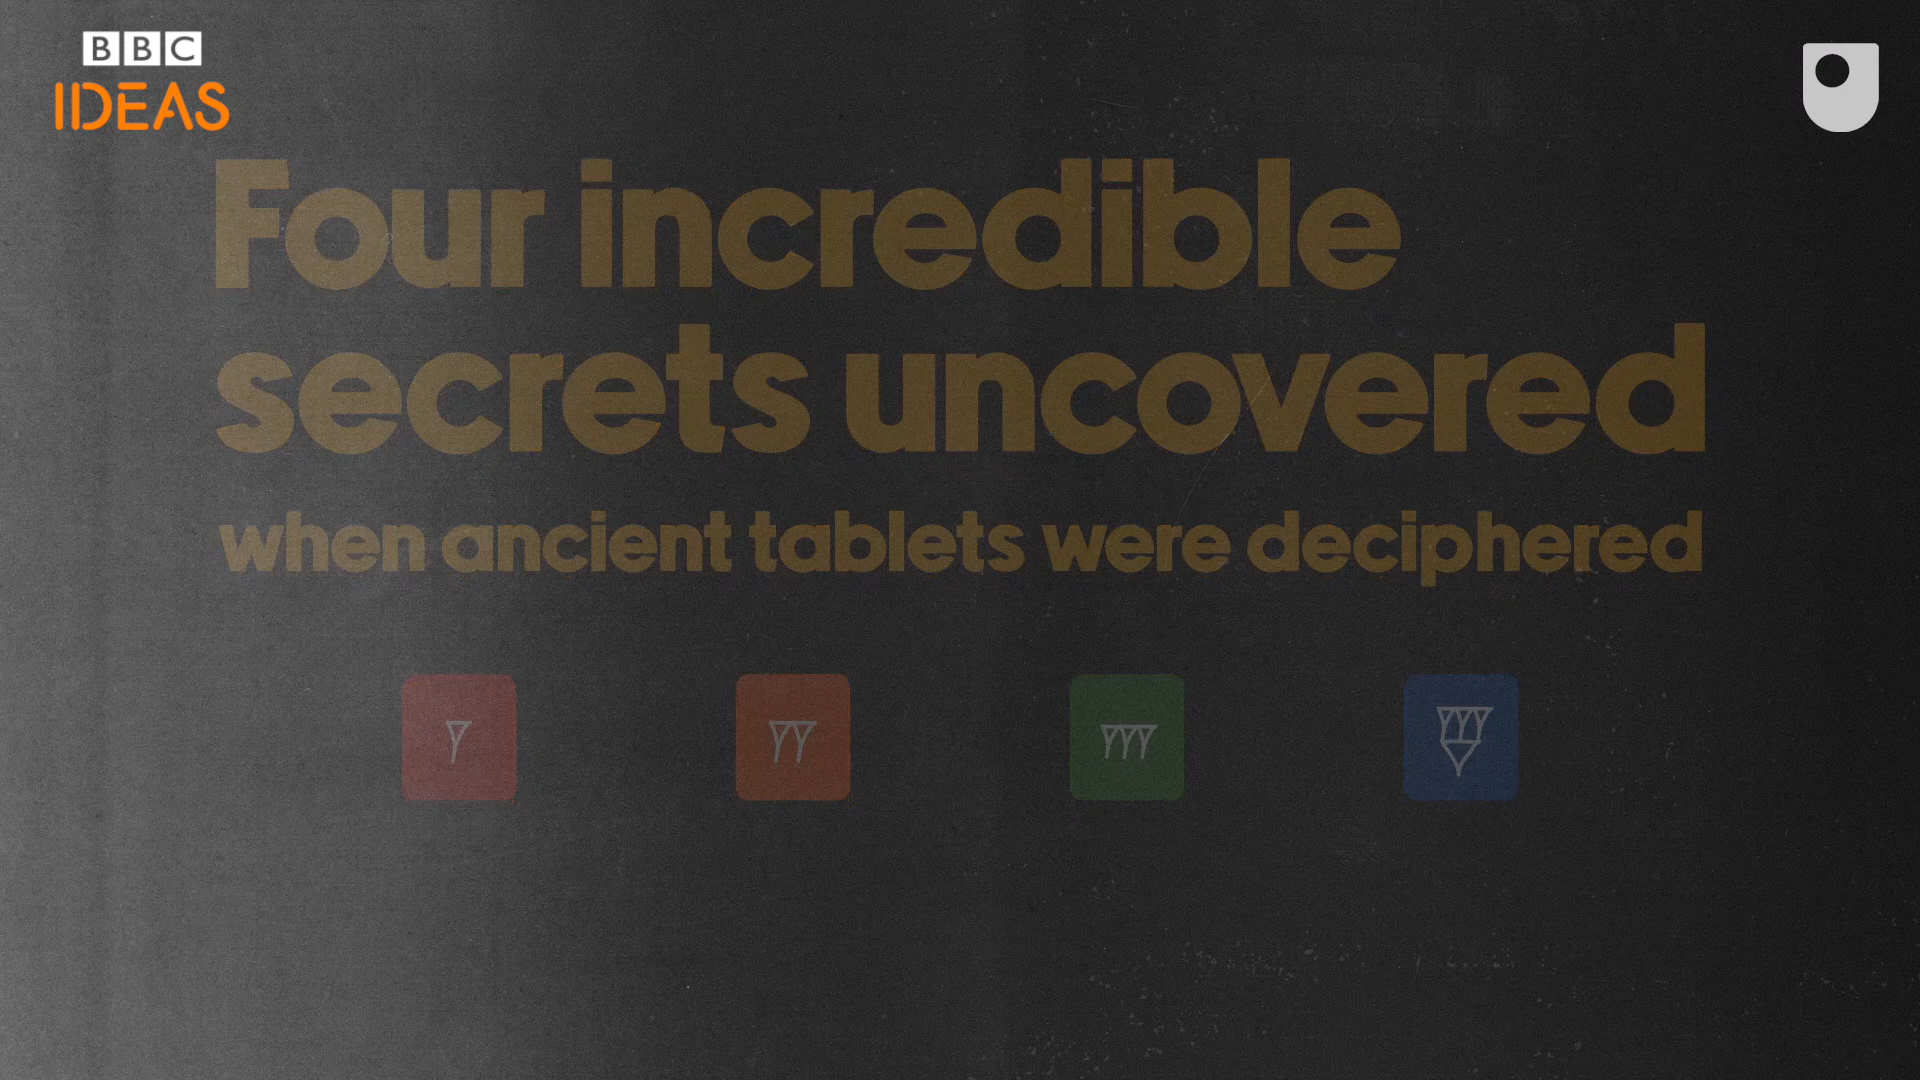 BBC
IDEAS
Four incredible
secrets uncovered
when ancient tablets were deciphered
𒁹 𒈫 𒐈 𒐉